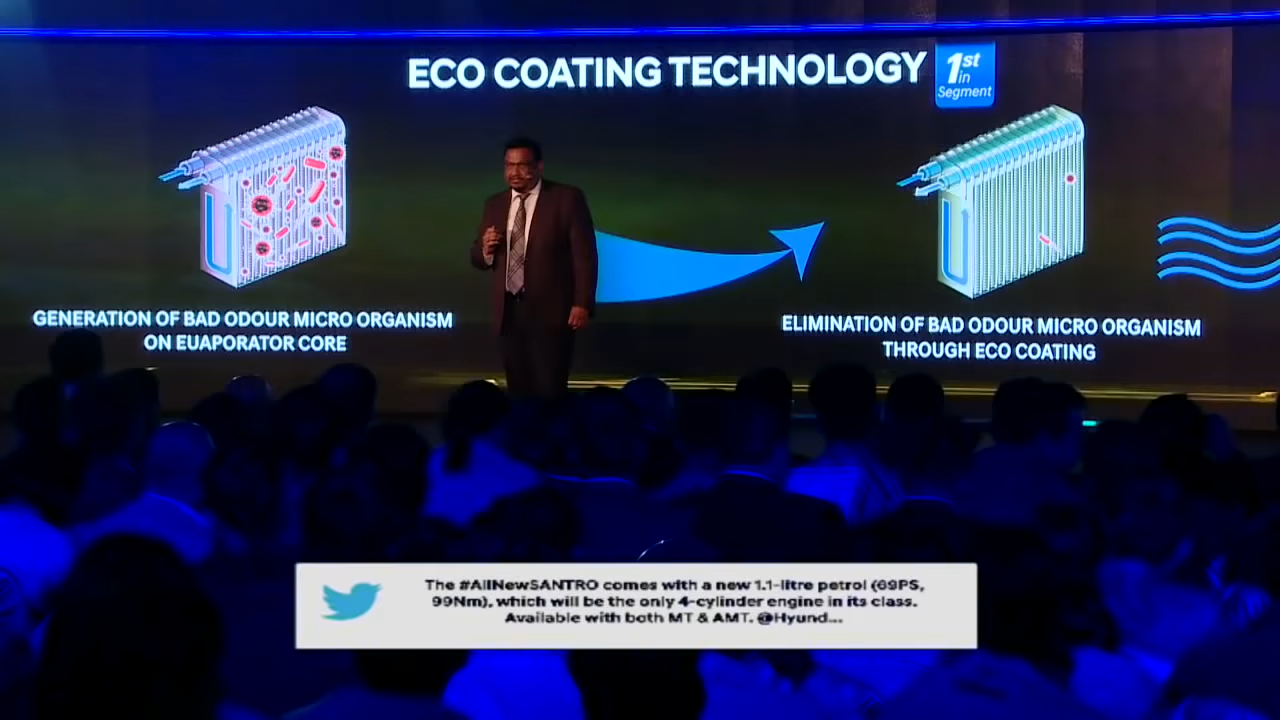 ECO COATING TECHNOLOGY
1st
in
Segment
GENERATION OF BAD ODOUR MICRO ORGANISM
ON EUAPORATOR CORE
ELIMINATION OF BAD ODOUR MICRO ORGANISM
THROUGH ECO COATING
The #AllNewSANTRO comes with a new 1.1-litre petrol (69PS,
99Nm), which will be the only 4-cylinder engine in its class.
Available with both MT & AMT. @Hyund...